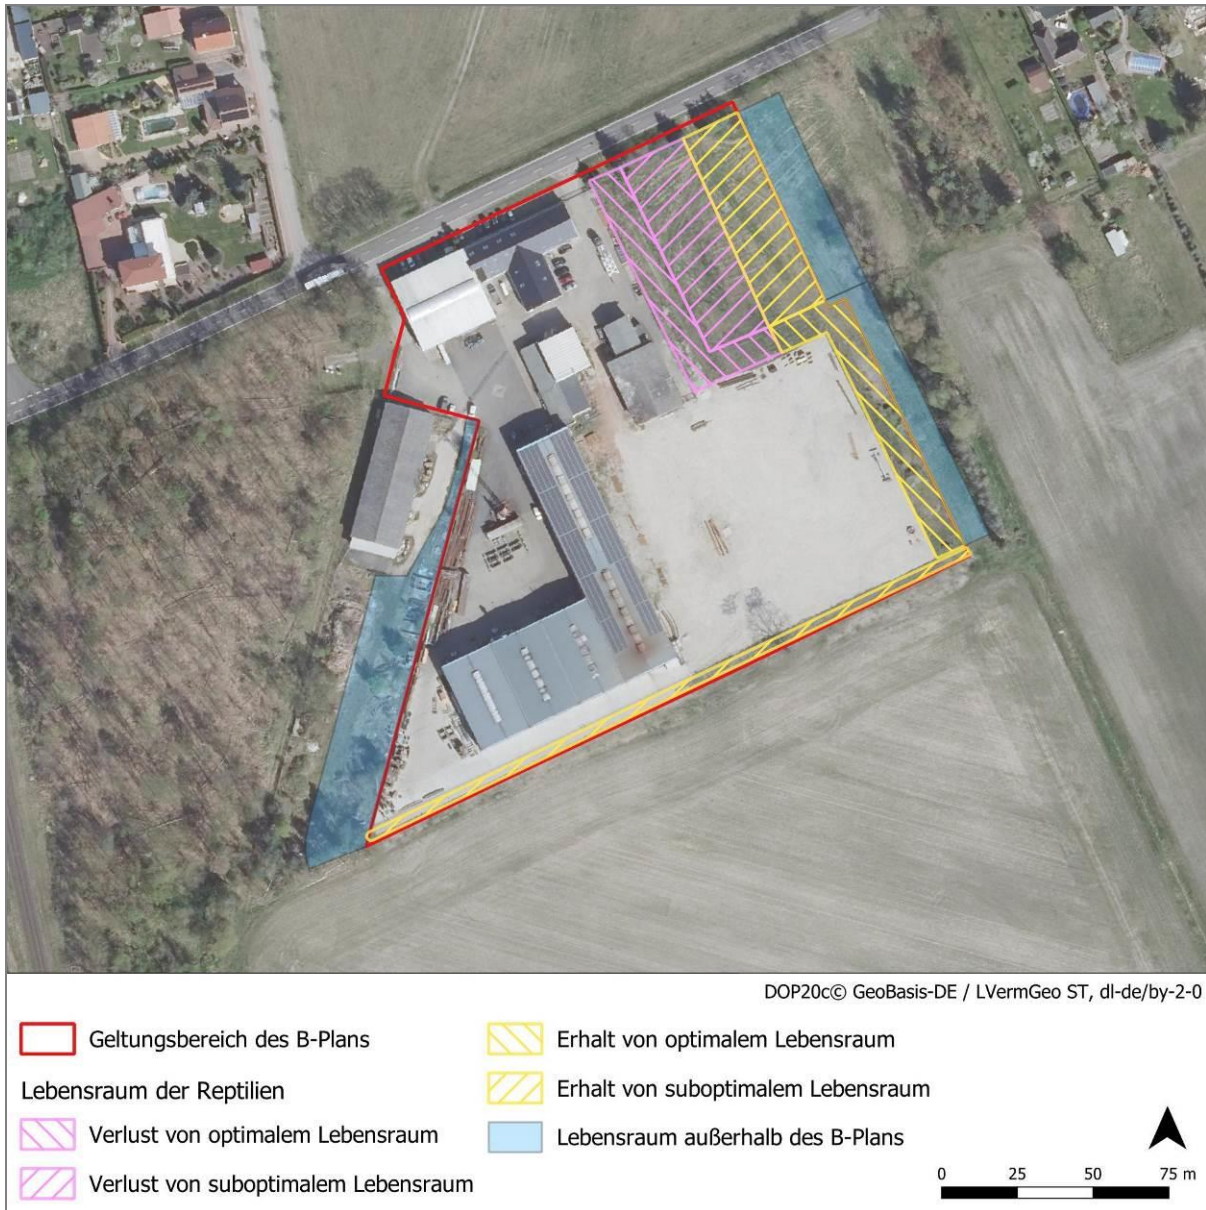 DOP20c© GeoBasis-DE / LVermGeo ST, dl-de/by-2-0
Geltungsbereich des B-Plans
Lebensraum der Reptilien
Verlust von optimalem Lebensraum
Verlust von suboptimalem Lebensraum
Erhalt von optimalem Lebensraum
Erhalt von suboptimalem Lebensraum
Lebensraum außerhalb des B-Plans
0 25 50 75 m